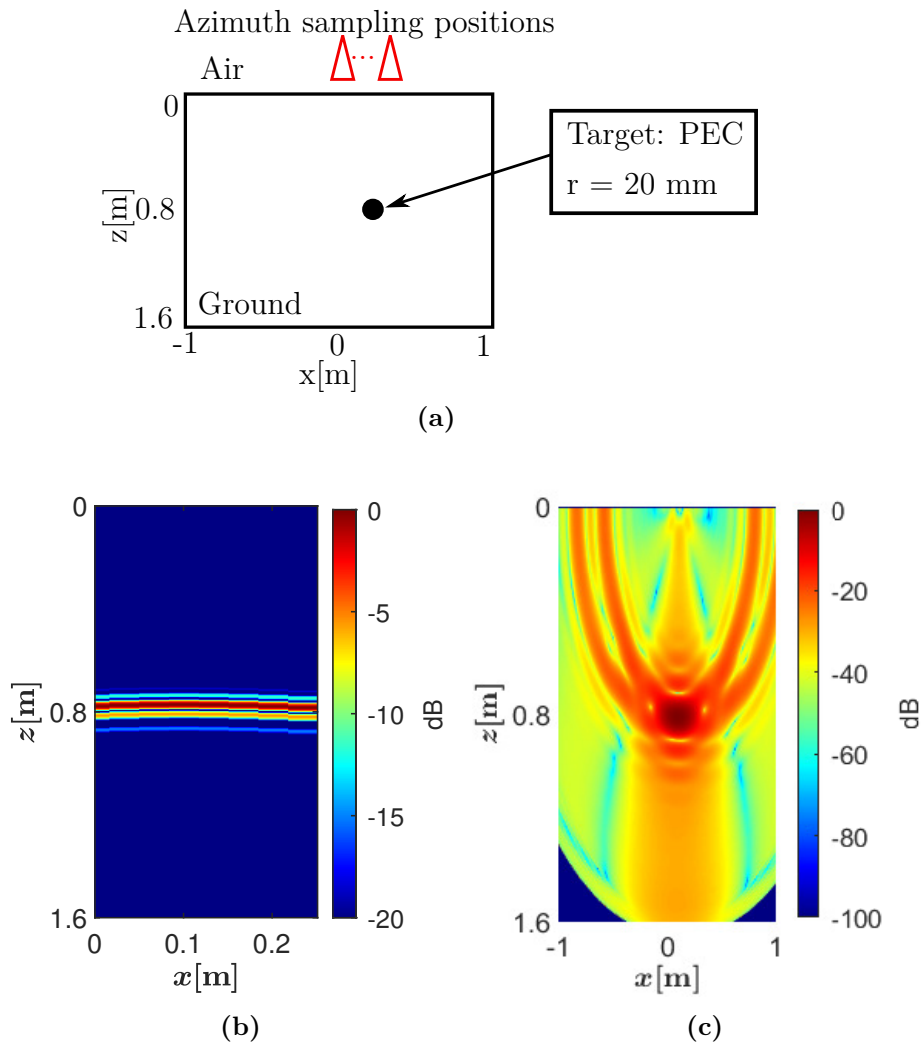 Azimuth sampling positions
Air
...
0
Target: PEC
r = 20 mm
z[m]
0.8
Ground
1.6
-1
0
1
x[m]
(a)
0
0.8
1.6
z[m]
0
0.1
0.2
x[m]
0
-5
-10
-15
-20
dB
(b)
0
0.8
1.6
z[m]
-1
0
1
x[m]
0
-20
-40
-60
-80
-100
dB
(c)